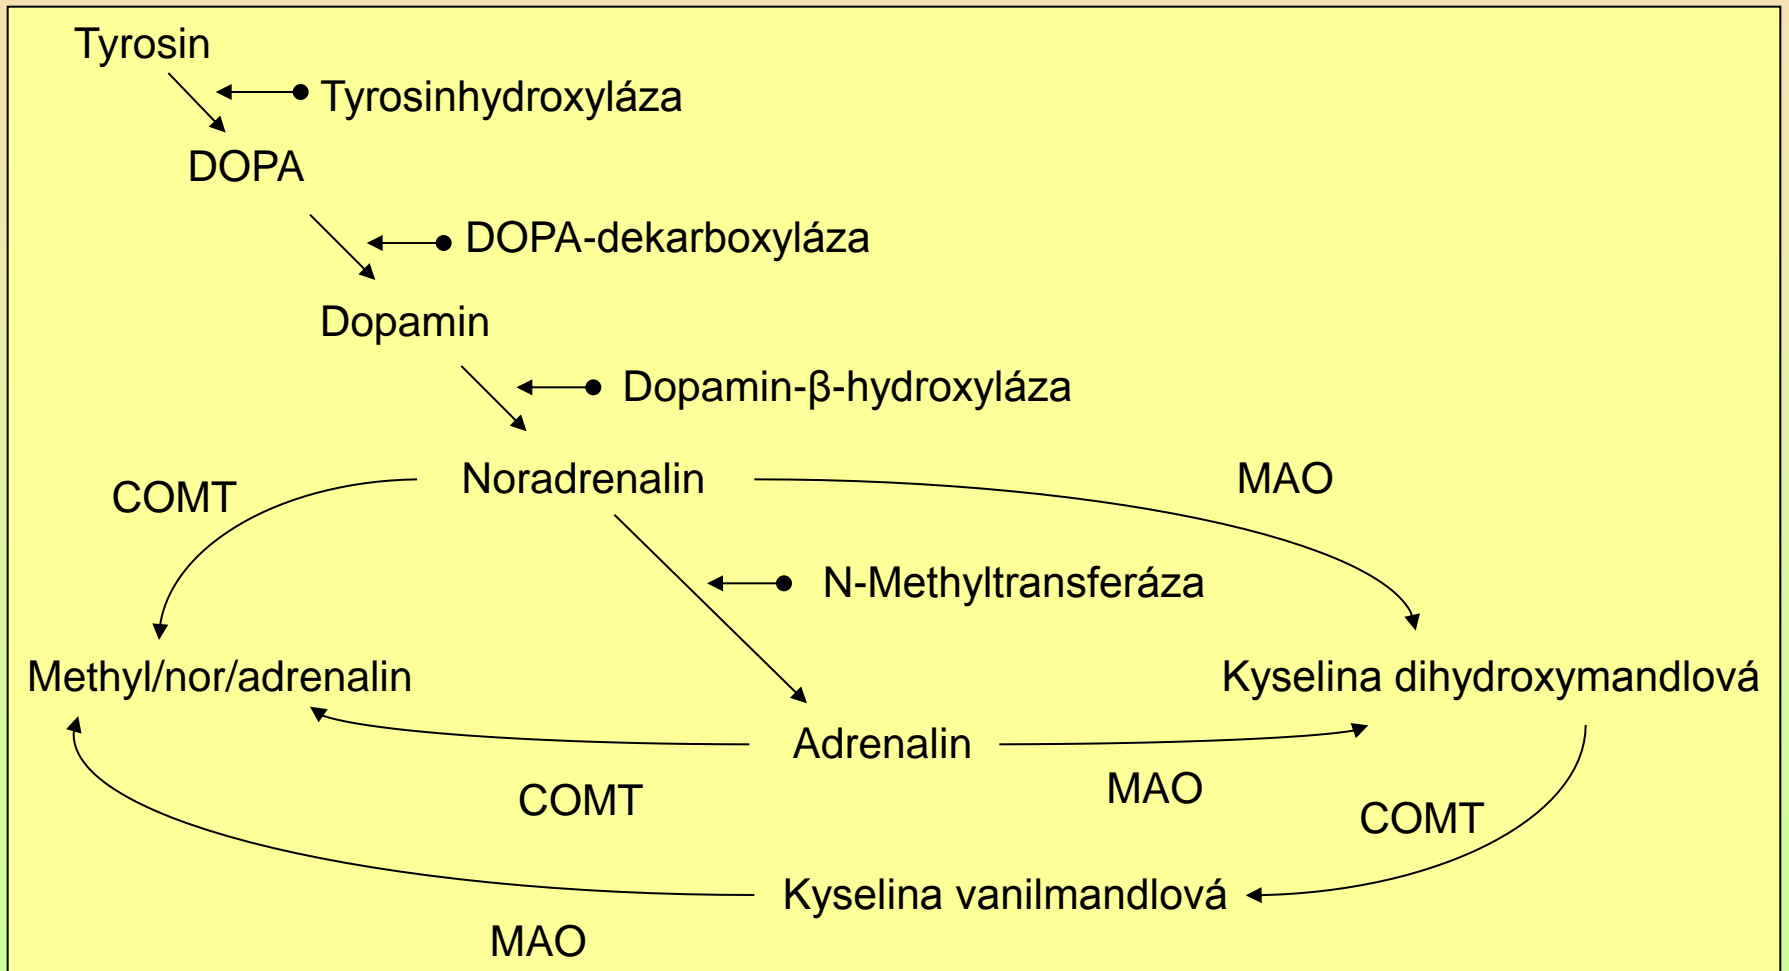 Tyrosin
Tyrosinhydroxyláza
DOPA
DOPA-dekarboxyláza
Dopamin
Dopamin-β-hydroxyláza
COMT
Noradrenalin
MAO
N-Methyltransferáza
Methyl/nor/adrenalin
Kyselina dihydroxymandlová
Adrenalin
COMT
MAO
COMT
Kyselina vanilmandlová
MAO